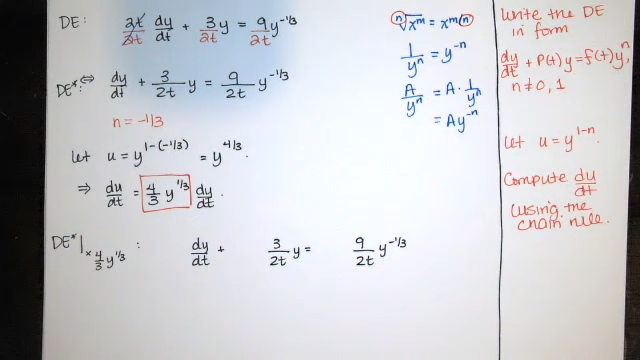 DE: 2t/2t dy/dt + 3/2t y = 9/2t y^-1/3
DE*: ⇔ dy/dt + 3/2t y = 9/2t y^-1/3
n = -1/3
let u = y^1-(-1/3) = y^4/3.
⇒ du/dt = 4/3 y^1/3 dy/dt.
DE*|_×4/3 y^1/3 : dy/dt + 3/2t y = 9/2t y^-1/3
ⁿ√x^m = x^m/n
1/y^n = y^-n
A/y^n = A · 1/y^n
= Ay^-n
Write the DE
in form
dy/dt + P(t)y = f(t)y^n,
n ≠ 0, 1
let u = y^1-n.
Compute du/dt
using the
chain rule.